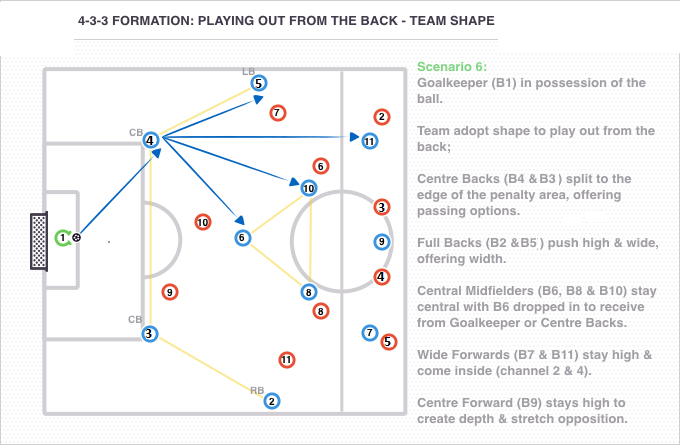 4-3-3 FORMATION: PLAYING OUT FROM THE BACK - TEAM SHAPE
Scenario 6:
Goalkeeper (B1) in possession of the
ball.
Team adopt shape to play out from the
back;
Centre Backs (B4 & B3 ) split to the
edge of the penalty area, offering
passing options.
Full Backs (B2 & B5 ) push high & wide,
offering width.
Central Midfielders (B6, B8 & B10) stay
central with B6 dropped in to receive
from Goalkeeper or Centre Backs.
Wide Forwards (B7 & B11) stay high &
come inside (channel 2 & 4).
Centre Forward (B9) stays high to
create depth & stretch opposition.
LB
5
7
2
CB
4
11
6
10
3
10
1
6
9
4
9
8
8
CB
3
7
5
11
RB
2